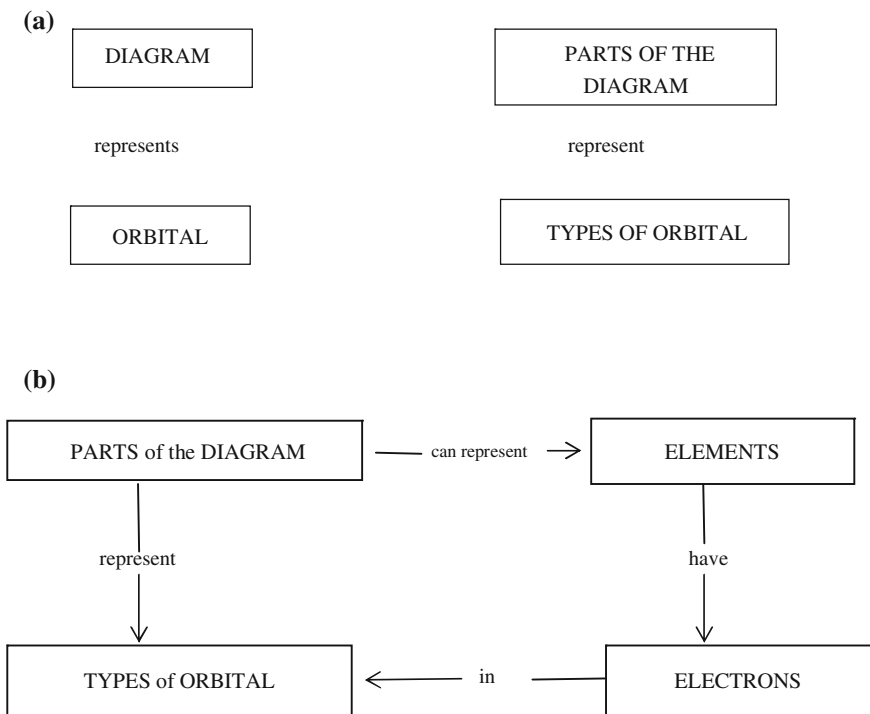 (a)
DIAGRAM
PARTS OF THE
DIAGRAM
represents
represent
ORBITAL
TYPES OF ORBITAL
(b)
PARTS of the DIAGRAM
can represent
ELEMENTS
represent
have
TYPES of ORBITAL
in
ELECTRONS